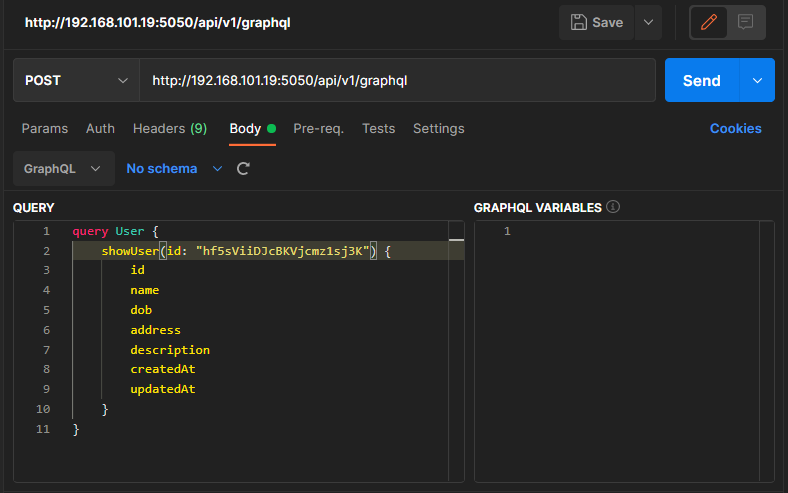 http://192.168.101.19:5050/api/v1/graphql
Save
POST
http://192.168.101.19:5050/api/v1/graphql
Send
Params Auth Headers (9) Body Pre-req. Tests Settings Cookies
GraphQL No schema
QUERY
1 query User {
2 showUser(id: "hf5sViiDJcBKVjcmz1sj3K") {
3 id
4 name
5 dob
6 address
7 description
8 createdAt
9 updatedAt
10 }
11 }
GRAPHQL VARIABLES
1